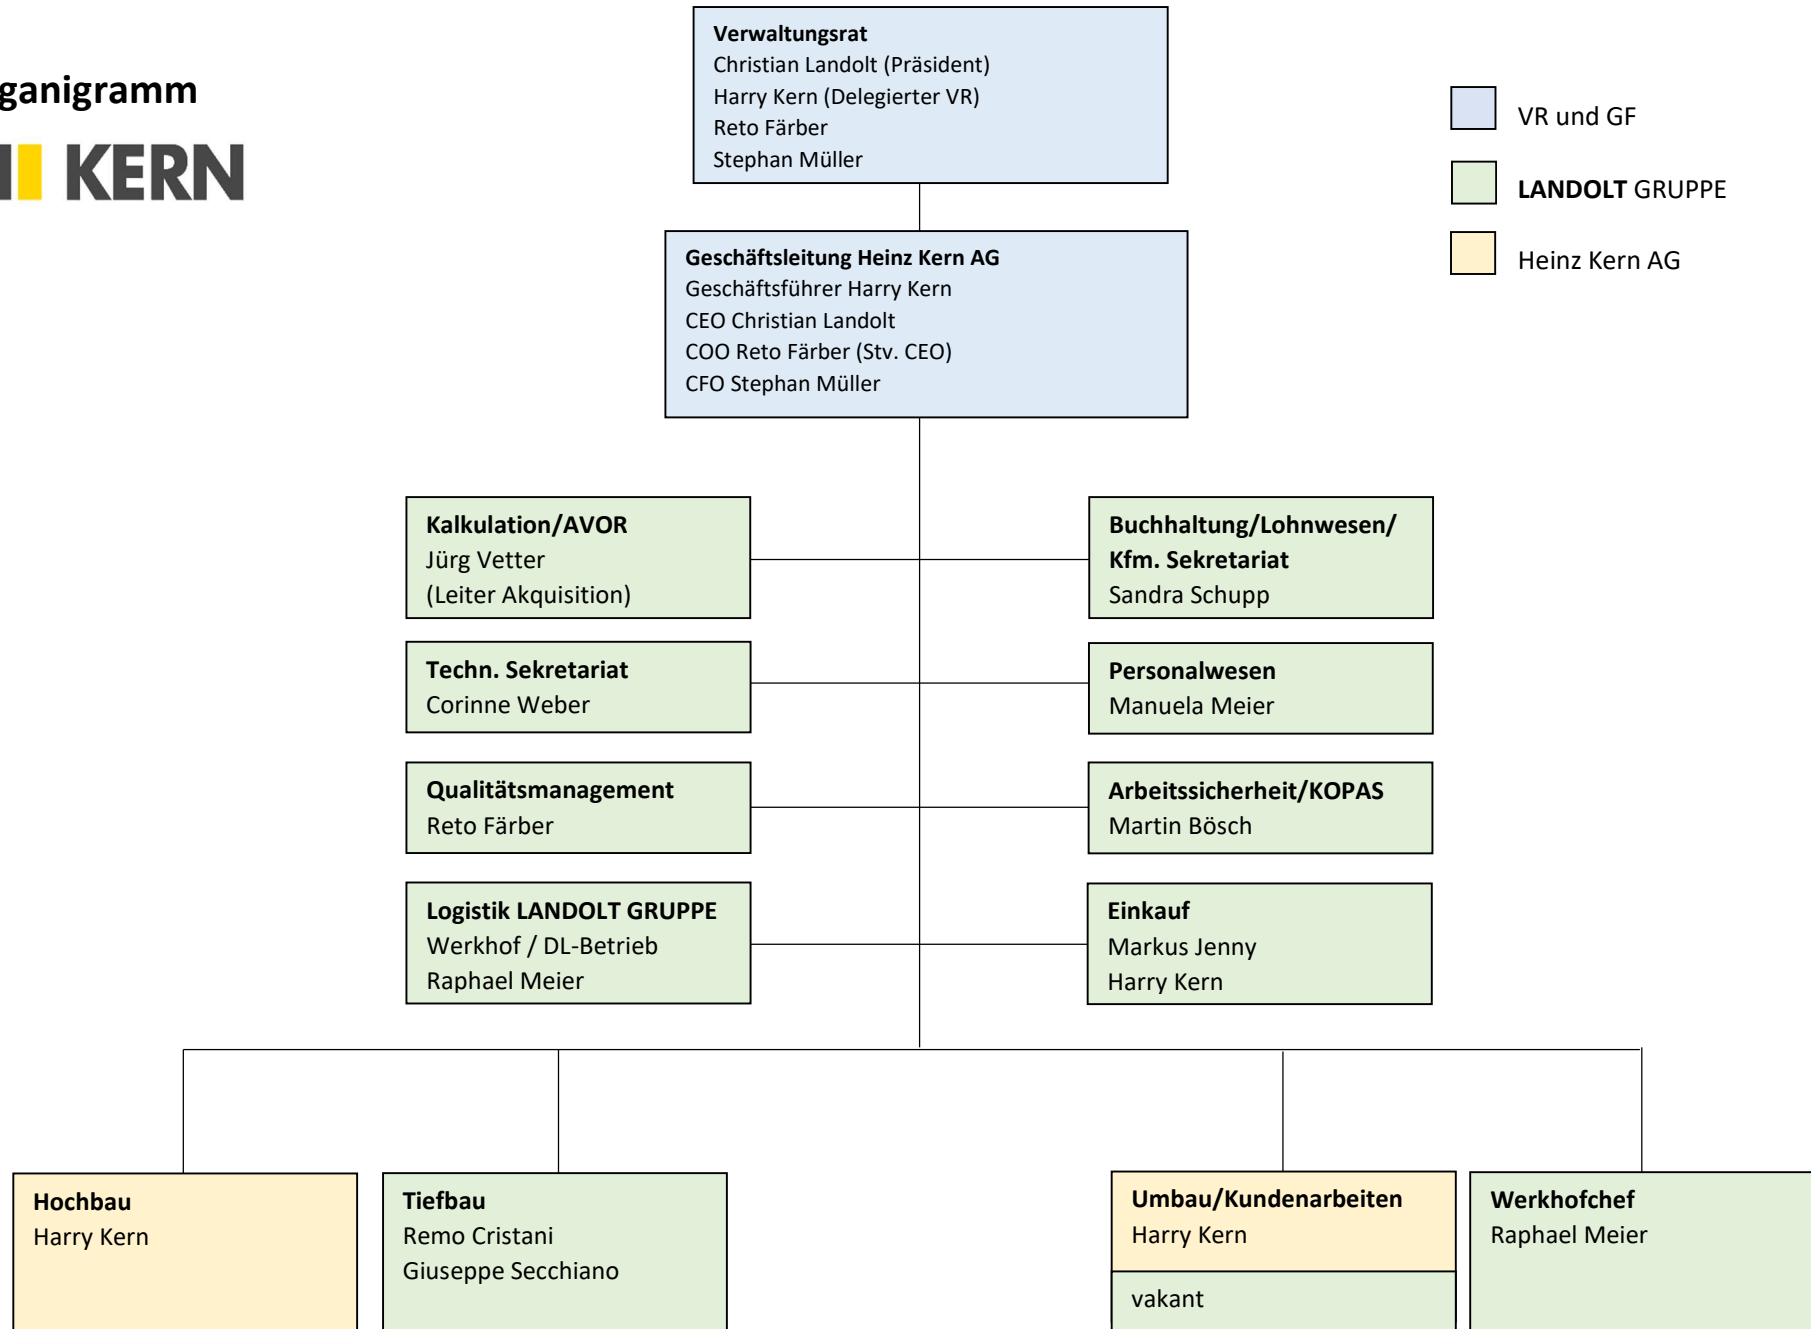 ganigramm
KERN
Verwaltungsrat
Christian Landolt (Präsident)
Harry Kern (Delegierter VR)
Reto Färber
Stephan Müller
VR und GF
LANDOLT GRUPPE
Heinz Kern AG
Geschäftsleitung Heinz Kern AG
Geschäftsführer Harry Kern
CEO Christian Landolt
COO Reto Färber (Stv. CEO)
CFO Stephan Müller
Kalkulation/AVOR
Jürg Vetter
(Leiter Akquisition)
Buchhaltung/Lohnwesen/
Kfm. Sekretariat
Sandra Schupp
Techn. Sekretariat
Corinne Weber
Personalwesen
Manuela Meier
Qualitätsmanagement
Reto Färber
Arbeitssicherheit/KOPAS
Martin Bösch
Logistik LANDOLT GRUPPE
Werkhof / DL-Betrieb
Raphael Meier
Einkauf
Markus Jenny
Harry Kern
Hochbau
Harry Kern
Tiefbau
Remo Cristani
Giuseppe Secchiano
Umbau/Kundenarbeiten
Harry Kern
vakant
Werkhofchef
Raphael Meier